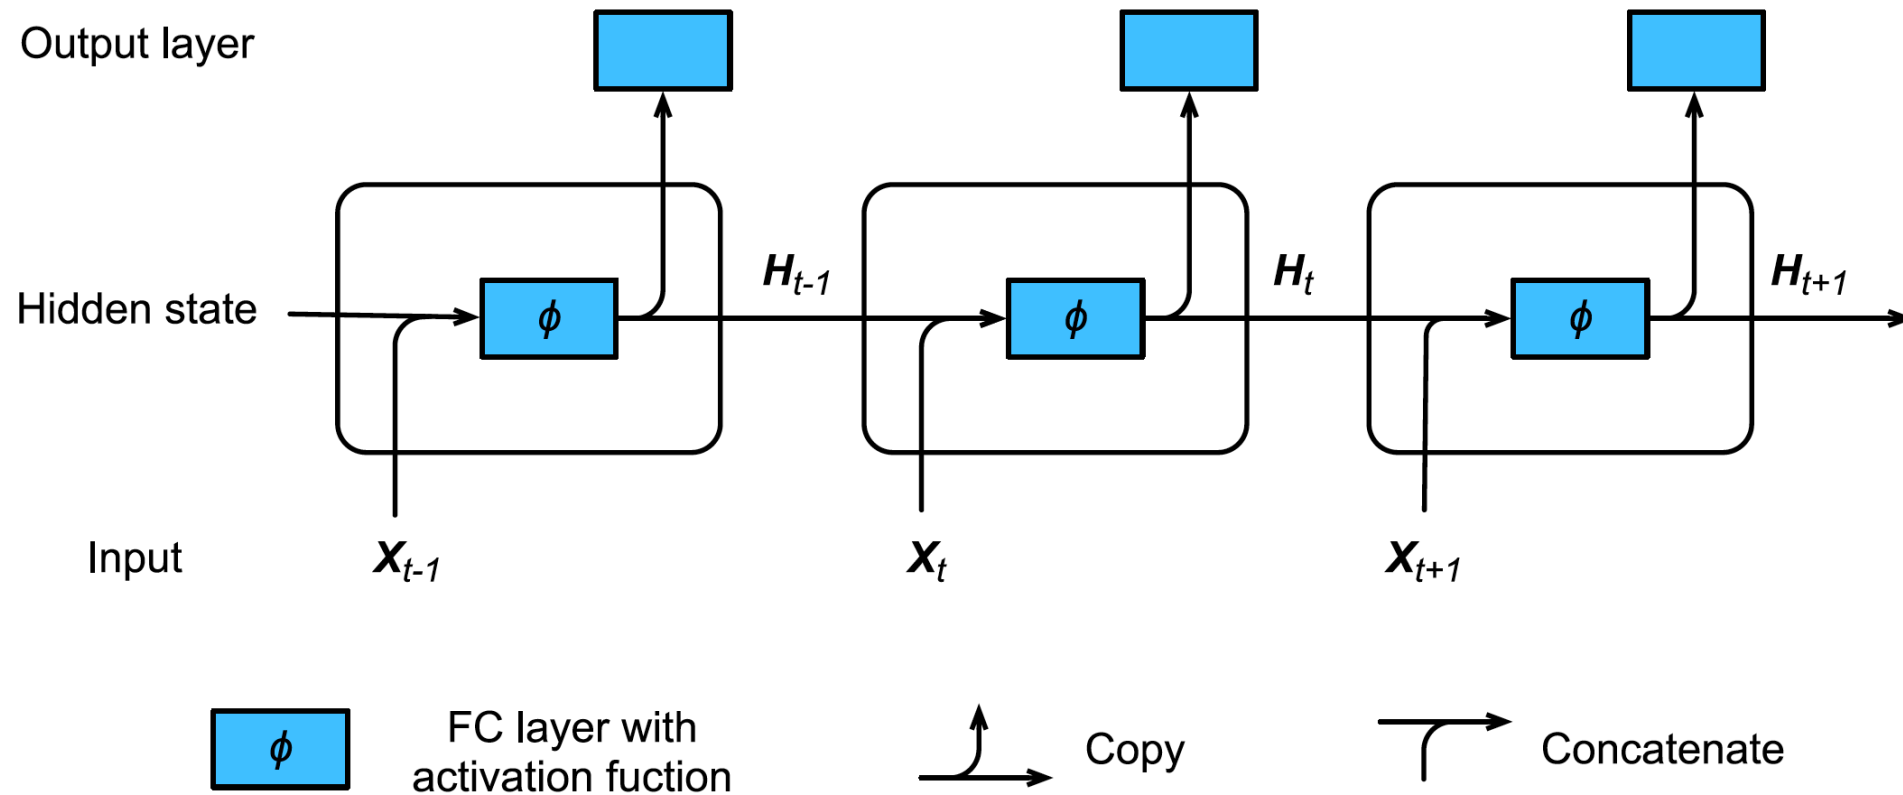 Output layer
Hidden state
ϕ
H_{t-1}
ϕ
H_t
ϕ
H_{t+1}
Input
X_{t-1}
X_t
X_{t+1}
ϕ
FC layer with
activation fuction
Copy
Concatenate